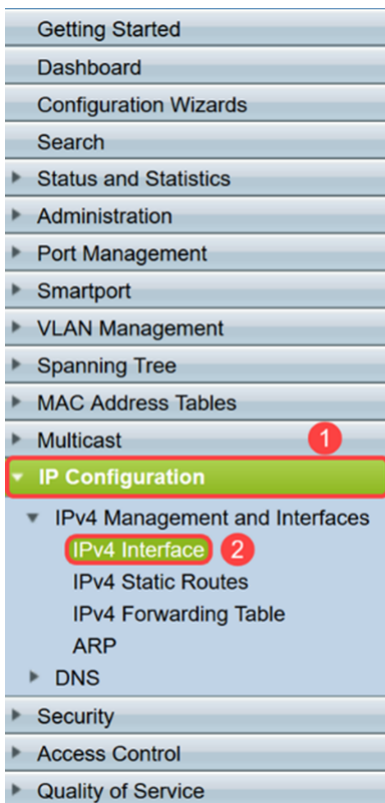 Getting Started
Dashboard
Configuration Wizards
Search
Status and Statistics
Administration
Port Management
Smartport
VLAN Management
Spanning Tree
MAC Address Tables
Multicast
1
IP Configuration
IPv4 Management and Interfaces
IPv4 Interface 2
IPv4 Static Routes
IPv4 Forwarding Table
ARP
DNS
Security
Access Control
Quality of Service